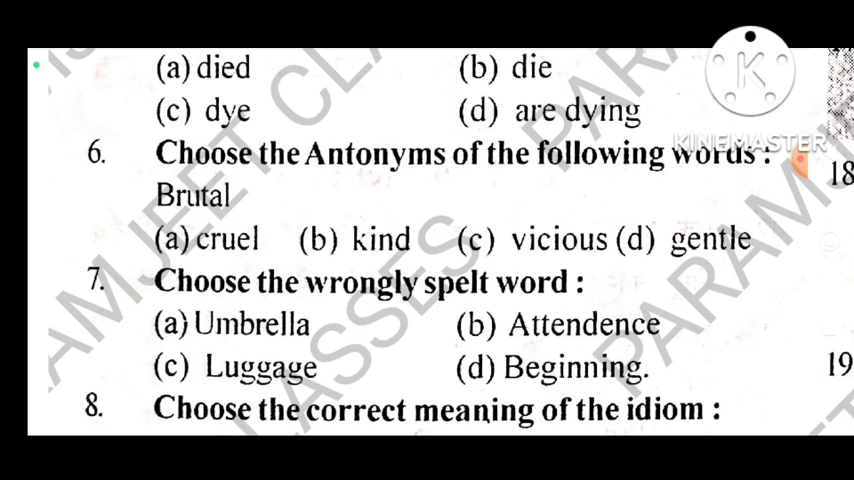 (a) died (b) die
(c) dye (d) are dying
KINEMASTER
6. Choose the Antonyms of the following words :
18
Brutal
(a) cruel (b) kind (c) vicious (d) gentle
7. Choose the wrongly spelt word :
(a) Umbrella (b) Attendence
(c) Luggage (d) Beginning.
19
8. Choose the correct meaning of the idiom :
PARAMJEET CLASSES